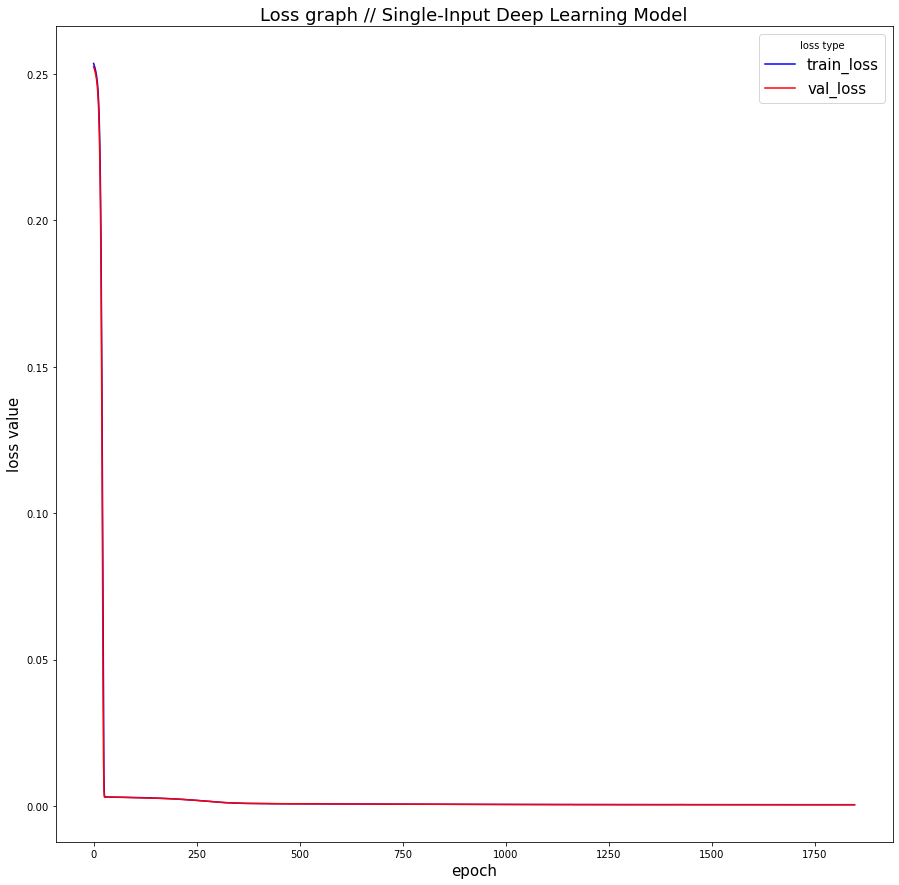 Loss graph // Single-Input Deep Learning Model
loss type
train_loss
val_loss
0.25
0.20
0.15
0.10
0.05
0.00
loss value
0
250
500
750
1000
1250
1500
1750
epoch